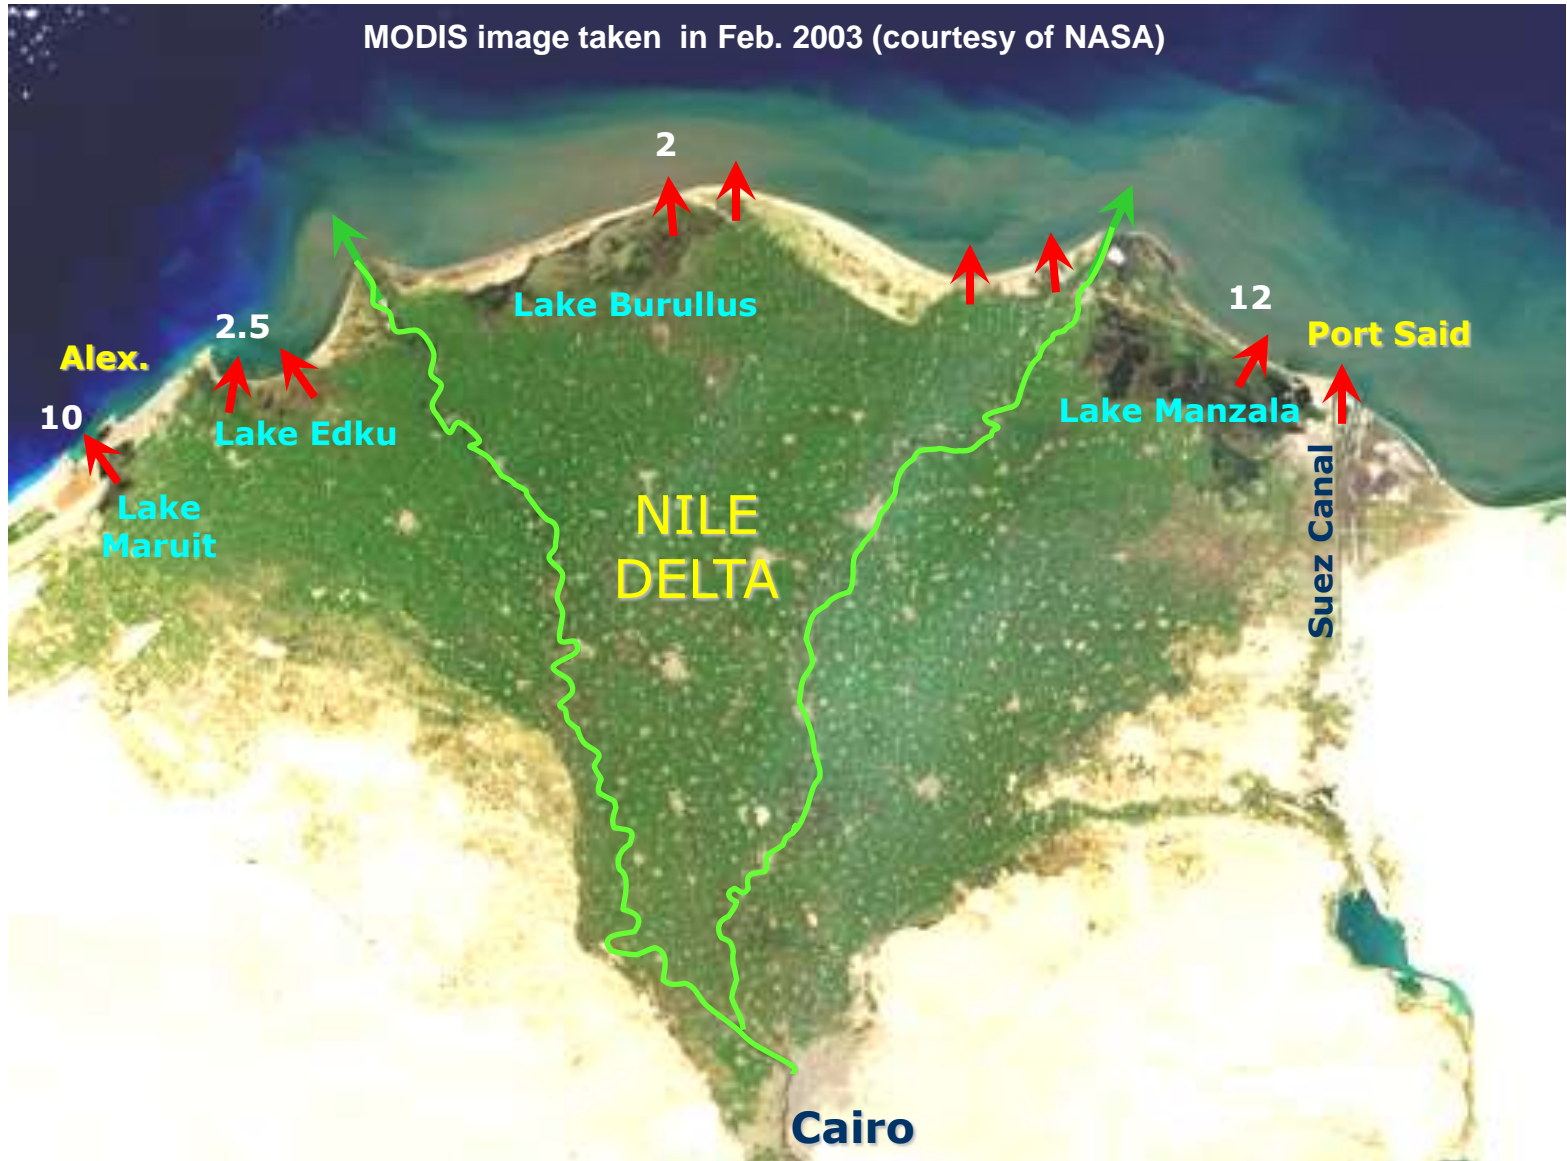 MODIS image taken in Feb. 2003 (courtesy of NASA)
2
12
2.5
Lake Burullus
Port Said
Alex.
10
Lake Edku
Lake Manzala
Lake
Maruit
NILE
DELTA
Suez Canal
Cairo